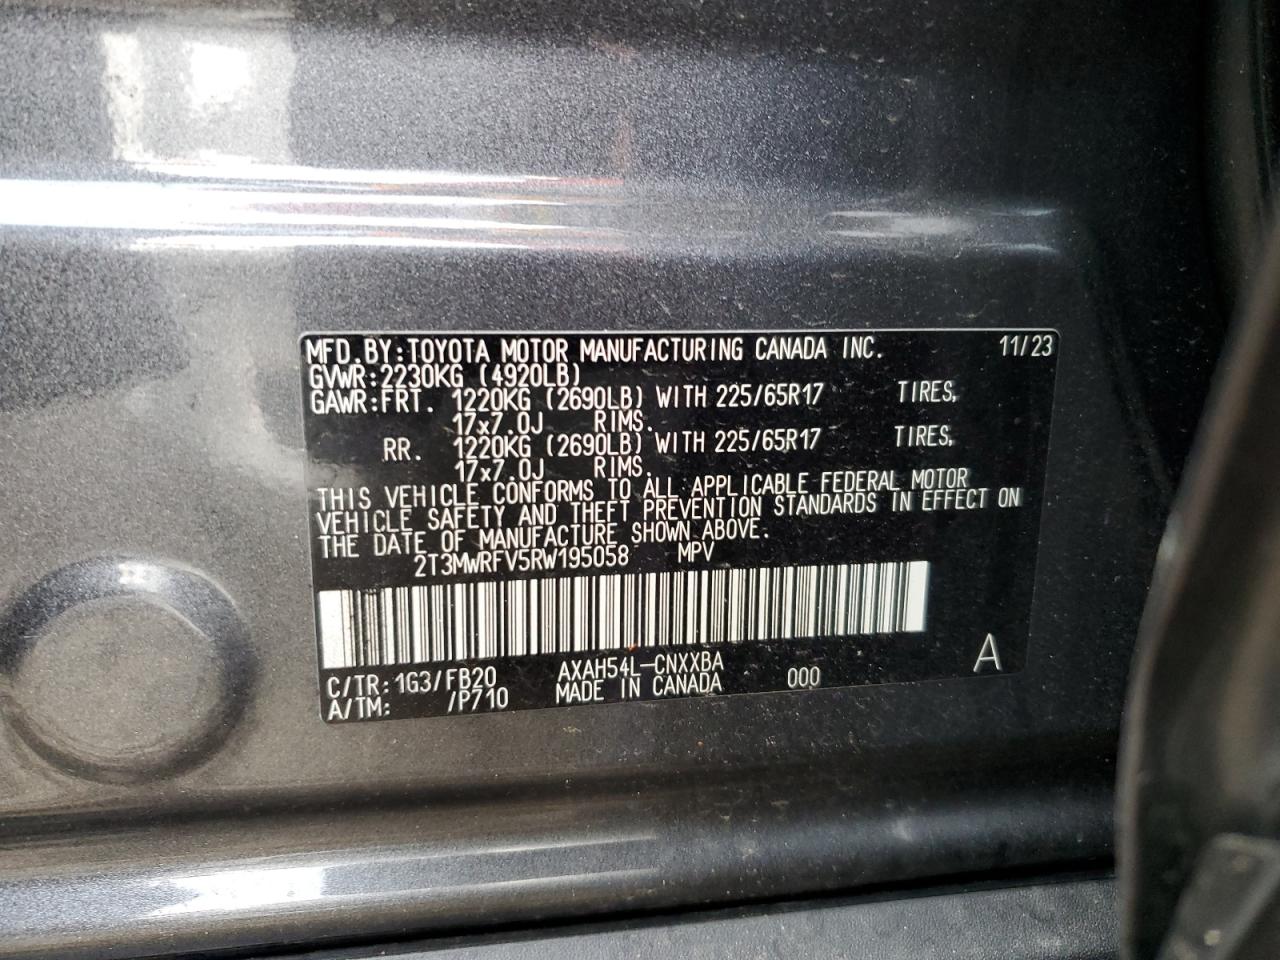 MFD. BY: TOYOTA MOTOR MANUFACTURING CANADA INC. 11/23
GVWR: 2230KG (4920LB)
GAWR: FRT. 1220KG (2690LB) WITH 225/65R17 TIRES,
17x7.0J RIMS.
RR. 1220KG (2690LB) WITH 225/65R17 TIRES,
17x7.0J RIMS.
THIS VEHICLE CONFORMS TO ALL APPLICABLE FEDERAL MOTOR
VEHICLE SAFETY AND THEFT PREVENTION STANDARDS IN EFFECT ON
THE DATE OF MANUFACTURE SHOWN ABOVE.
2T3MWRFV5RW195058 MPV
C/TR: 1G3/FB20 AXAH54L-CNXXBA
A/TM: /P710 MADE IN CANADA 000 A